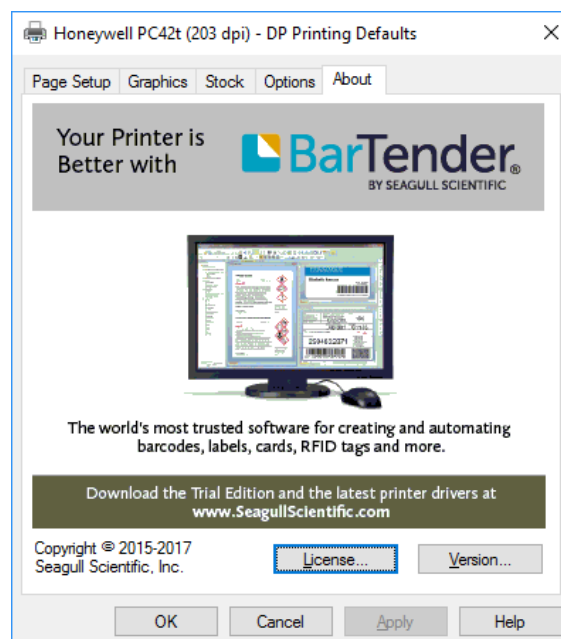 Honeywell PC42t (203 dpi) - DP Printing Defaults
Page Setup Graphics Stock Options About
Your Printer is
Better with
BarTender®
BY SEAGULL SCIENTIFIC
The world's most trusted software for creating and automating
barcodes, labels, cards, RFID tags and more.
Download the Trial Edition and the latest printer drivers at
www.SeagullScientific.com
Copyright © 2015-2017
Seagull Scientific, Inc.
License...
Version...
OK Cancel Apply Help